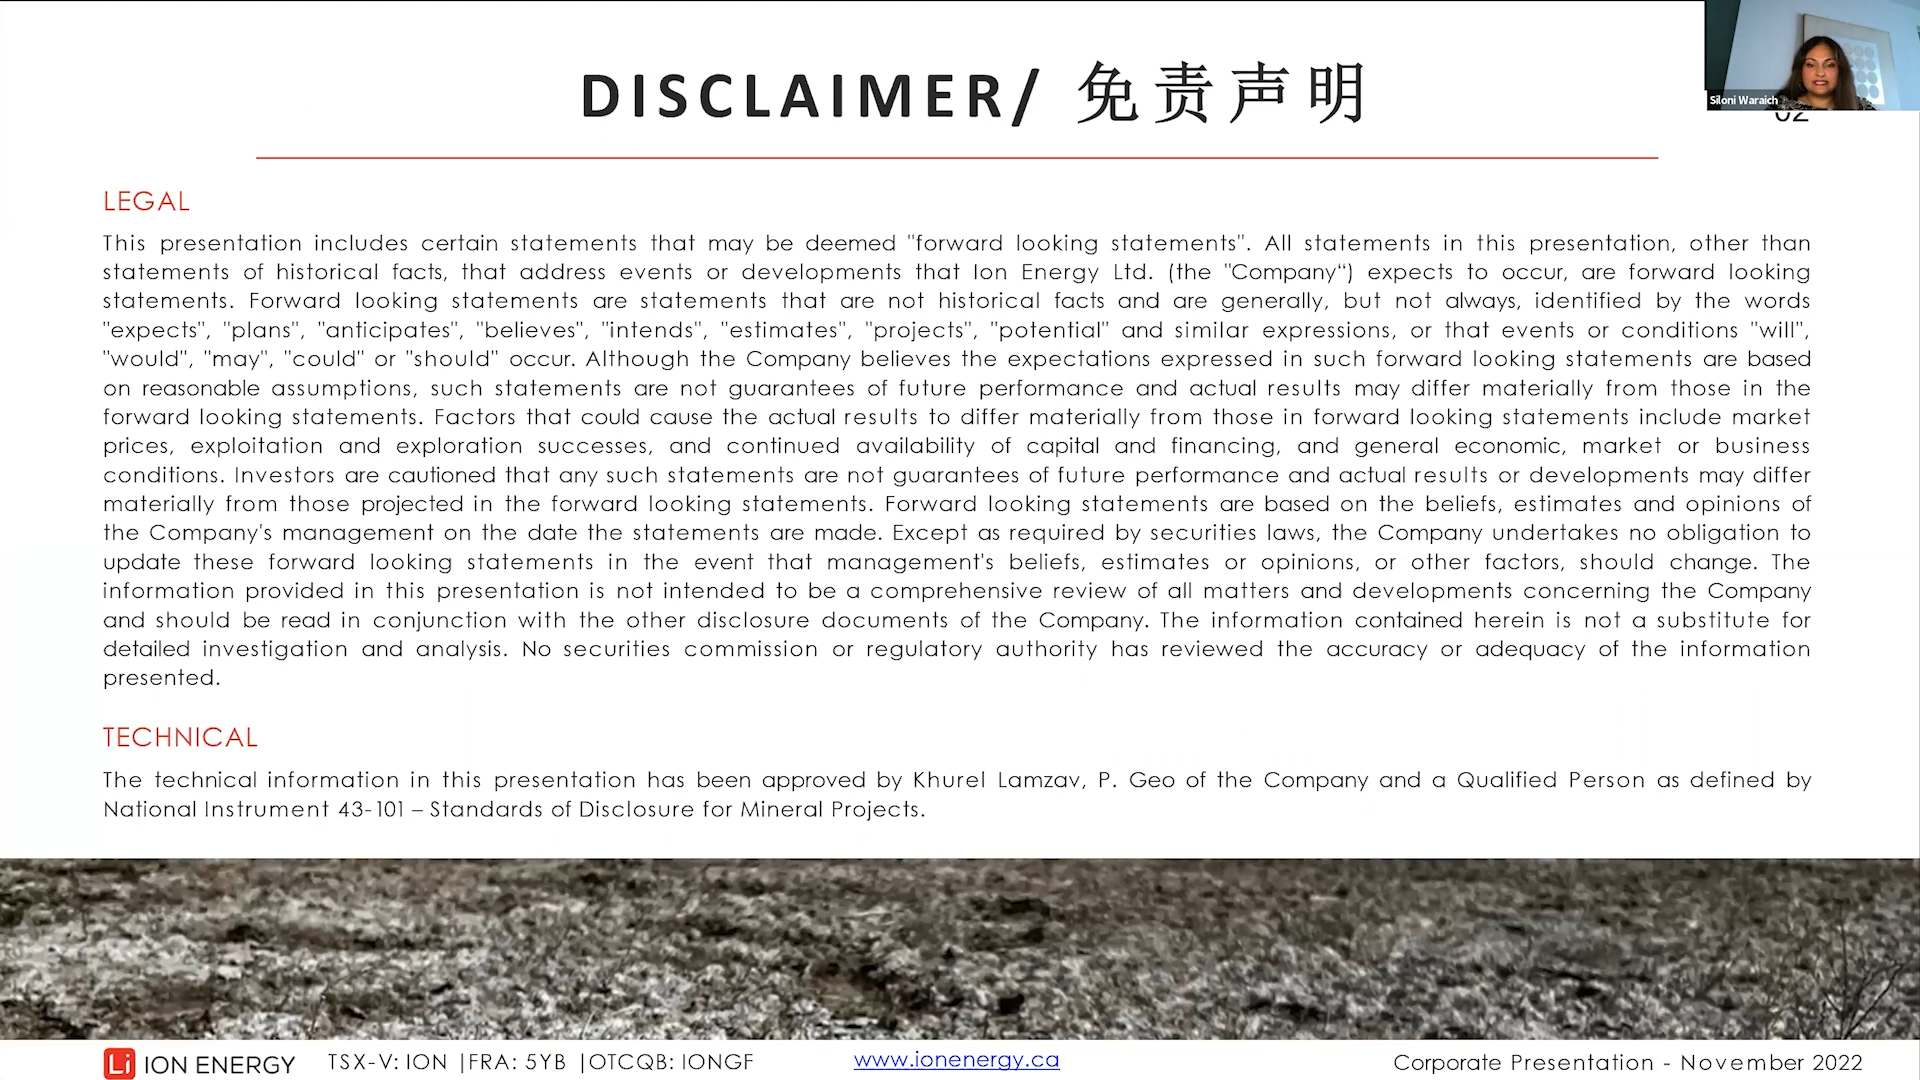 DISCLAIMER/ 免责声明
Siloni Waraich
02
LEGAL
This presentation includes certain statements that may be deemed "forward looking statements". All statements in this presentation, other than
statements of historical facts, that address events or developments that Ion Energy Ltd. (the "Company“) expects to occur, are forward looking
statements. Forward looking statements are statements that are not historical facts and are generally, but not always, identified by the words
"expects", "plans", "anticipates", "believes", "intends", "estimates", "projects", "potential" and similar expressions, or that events or conditions "will",
"would", "may", "could" or "should" occur. Although the Company believes the expectations expressed in such forward looking statements are based
on reasonable assumptions, such statements are not guarantees of future performance and actual results may differ materially from those in the
forward looking statements. Factors that could cause the actual results to differ materially from those in forward looking statements include market
prices, exploitation and exploration successes, and continued availability of capital and financing, and general economic, market or business
conditions. Investors are cautioned that any such statements are not guarantees of future performance and actual results or developments may differ
materially from those projected in the forward looking statements. Forward looking statements are based on the beliefs, estimates and opinions of
the Company's management on the date the statements are made. Except as required by securities laws, the Company undertakes no obligation to
update these forward looking statements in the event that management's beliefs, estimates or opinions, or other factors, should change. The
information provided in this presentation is not intended to be a comprehensive review of all matters and developments concerning the Company
and should be read in conjunction with the other disclosure documents of the Company. The information contained herein is not a substitute for
detailed investigation and analysis. No securities commission or regulatory authority has reviewed the accuracy or adequacy of the information
presented.
TECHNICAL
The technical information in this presentation has been approved by Khurel Lamzav, P. Geo of the Company and a Qualified Person as defined by
National Instrument 43-101 – Standards of Disclosure for Mineral Projects.
Li ION ENERGY TSX-V: ION |FRA: 5YB |OTCQB: IONGF www.ionenergy.ca Corporate Presentation - November 2022